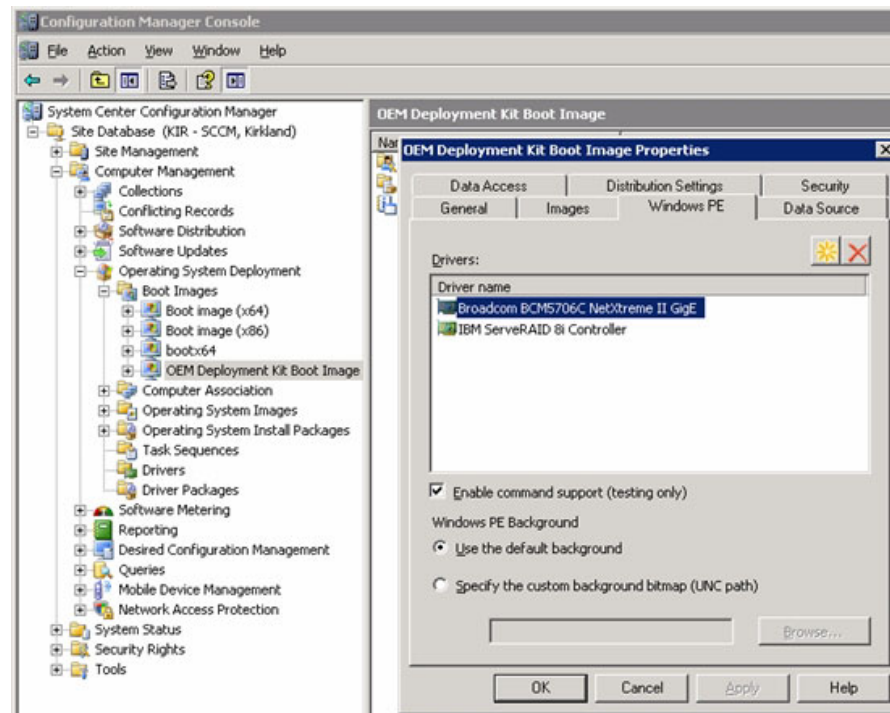 Configuration Manager Console
File Action View Window Help
System Center Configuration Manager
Site Database (KIR - SCCM, Kirkland)
Site Management
Computer Management
Collections
Conflicting Records
Software Distribution
Software Updates
Operating System Deployment
Boot Images
Boot image (x64)
Boot image (x86)
bootx64
OEM Deployment Kit Boot Image
Computer Association
Operating System Images
Operating System Install Packages
Task Sequences
Drivers
Driver Packages
Software Metering
Reporting
Desired Configuration Management
Queries
Mobile Device Management
Network Access Protection
System Status
Security Rights
Tools
OEM Deployment Kit Boot Image
OEM Deployment Kit Boot Image Properties
Data Access Distribution Settings Security
General Images Windows PE Data Source
Drivers:
Driver name
Broadcom BCM5706C NetXtreme II GigE
IBM ServeRAID 8i Controller
Enable command support (testing only)
Windows PE Background
Use the default background
Specify the custom background bitmap (UNC path)
Browse...
OK Cancel Apply Help